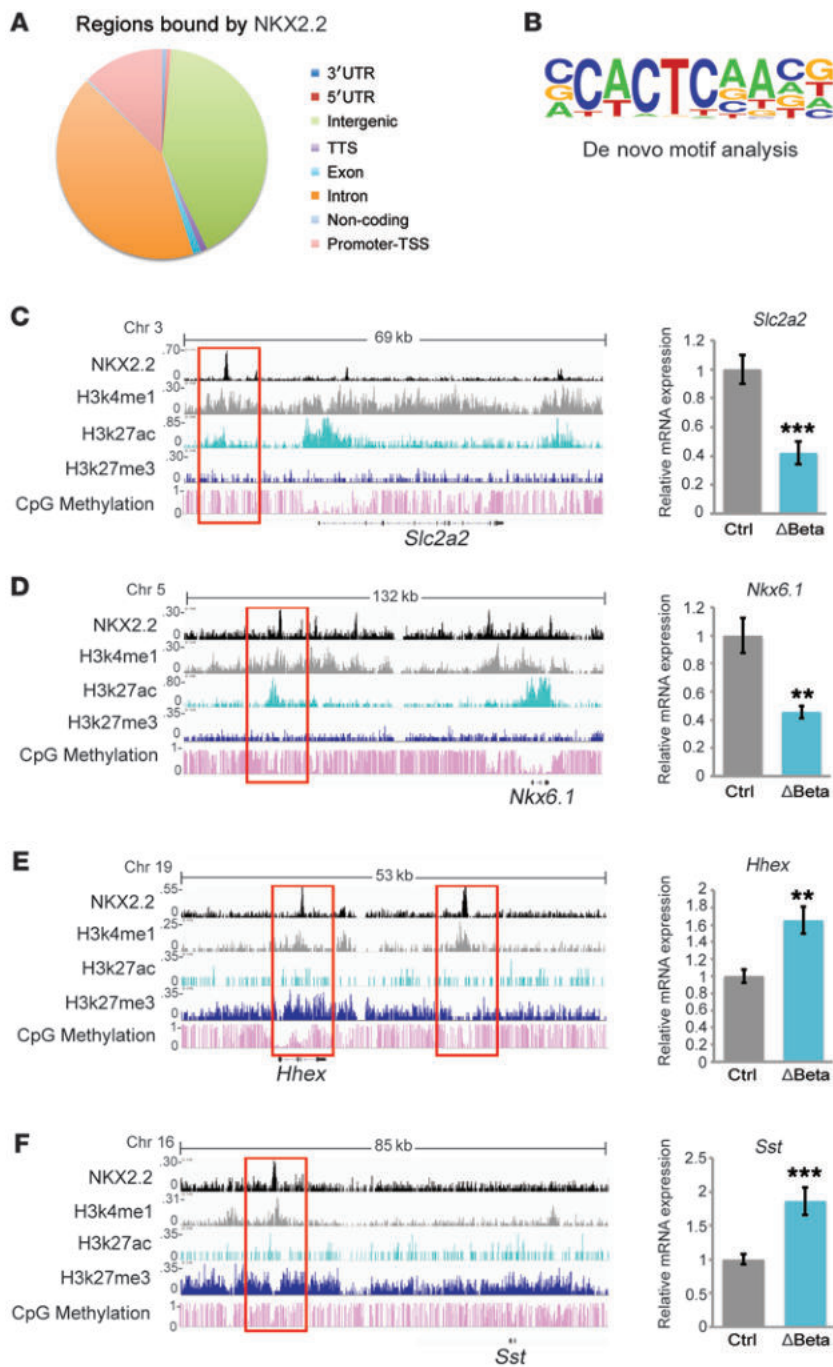 A Regions bound by NKX2.2
3′UTR
5′UTR
Intergenic
TTS
Exon
Intron
Non-coding
Promoter-TSS
B
CCACTCAACG
De novo motif analysis
C
Chr 3
69 kb
NKX2.2
.70
0
H3k4me1
.30
0
H3k27ac
.85
0
H3k27me3
.35
0
CpG Methylation
1
0
Slc2a2
Slc2a2
Relative mRNA expression
1.2
1
0.8
0.6
0.4
0.2
0
***
Ctrl ΔBeta
D
Chr 5
132 kb
NKX2.2
.30
0
H3k4me1
.30
0
H3k27ac
.80
0
H3k27me3
.35
0
CpG Methylation
1
0
Nkx6.1
Nkx6.1
Relative mRNA expression
1.2
1
0.8
0.6
0.4
0.2
0
**
Ctrl ΔBeta
E
Chr 19
53 kb
NKX2.2
.55
0
H3k4me1
.25
0
H3k27ac
.35
0
H3k27me3
.35
0
CpG Methylation
1
0
Hhex
Hhex
Relative mRNA expression
2
1.8
1.6
1.2
1
0.8
0.6
0.4
0.2
0
**
Ctrl ΔBeta
F
Chr 16
85 kb
NKX2.2
.30
0
H3k4me1
.31
0
H3k27ac
.35
0
H3k27me3
.35
0
CpG Methylation
1
0
Sst
Sst
Relative mRNA expression
2.5
2
1.5
1
0.5
0
***
Ctrl ΔBeta